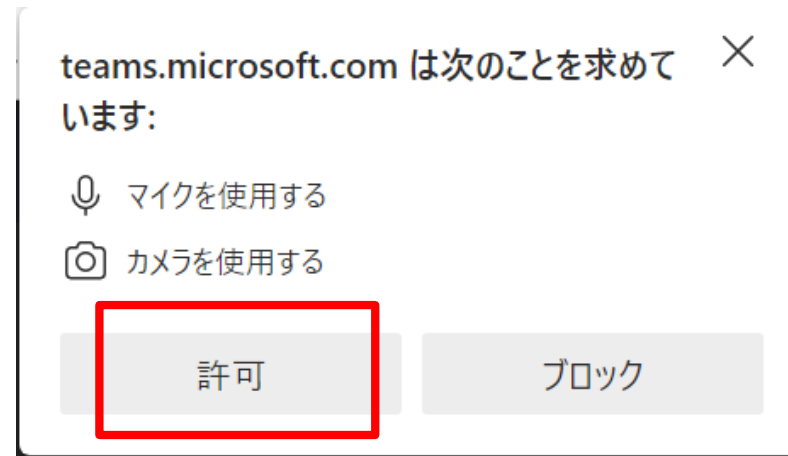 teams.microsoft.com は次のことを求めて
います:
マイクを使用する
カメラを使用する
許可
ブロック